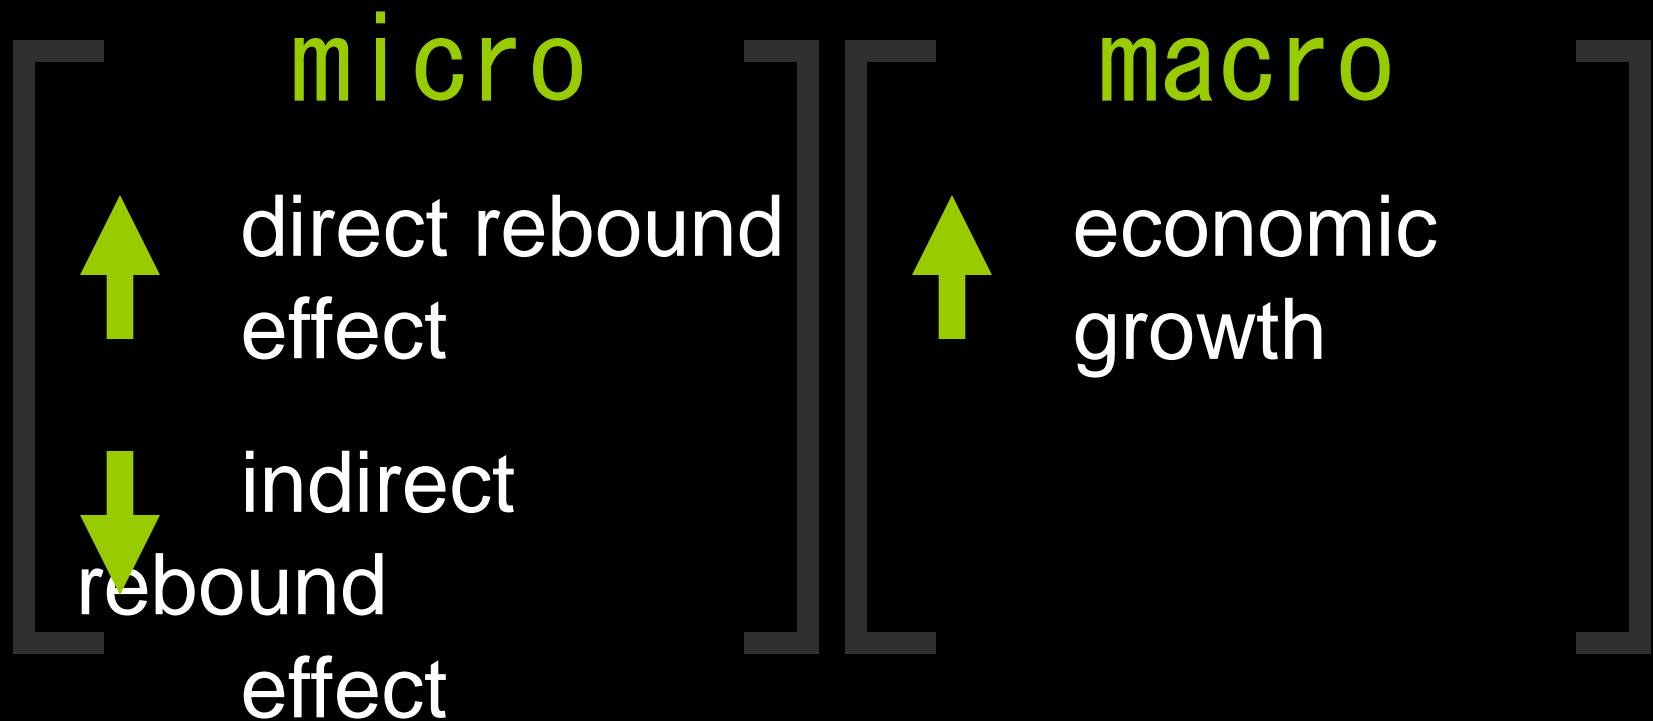 micro
direct rebound
effect
indirect
rebound
effect
macro
economic
growth